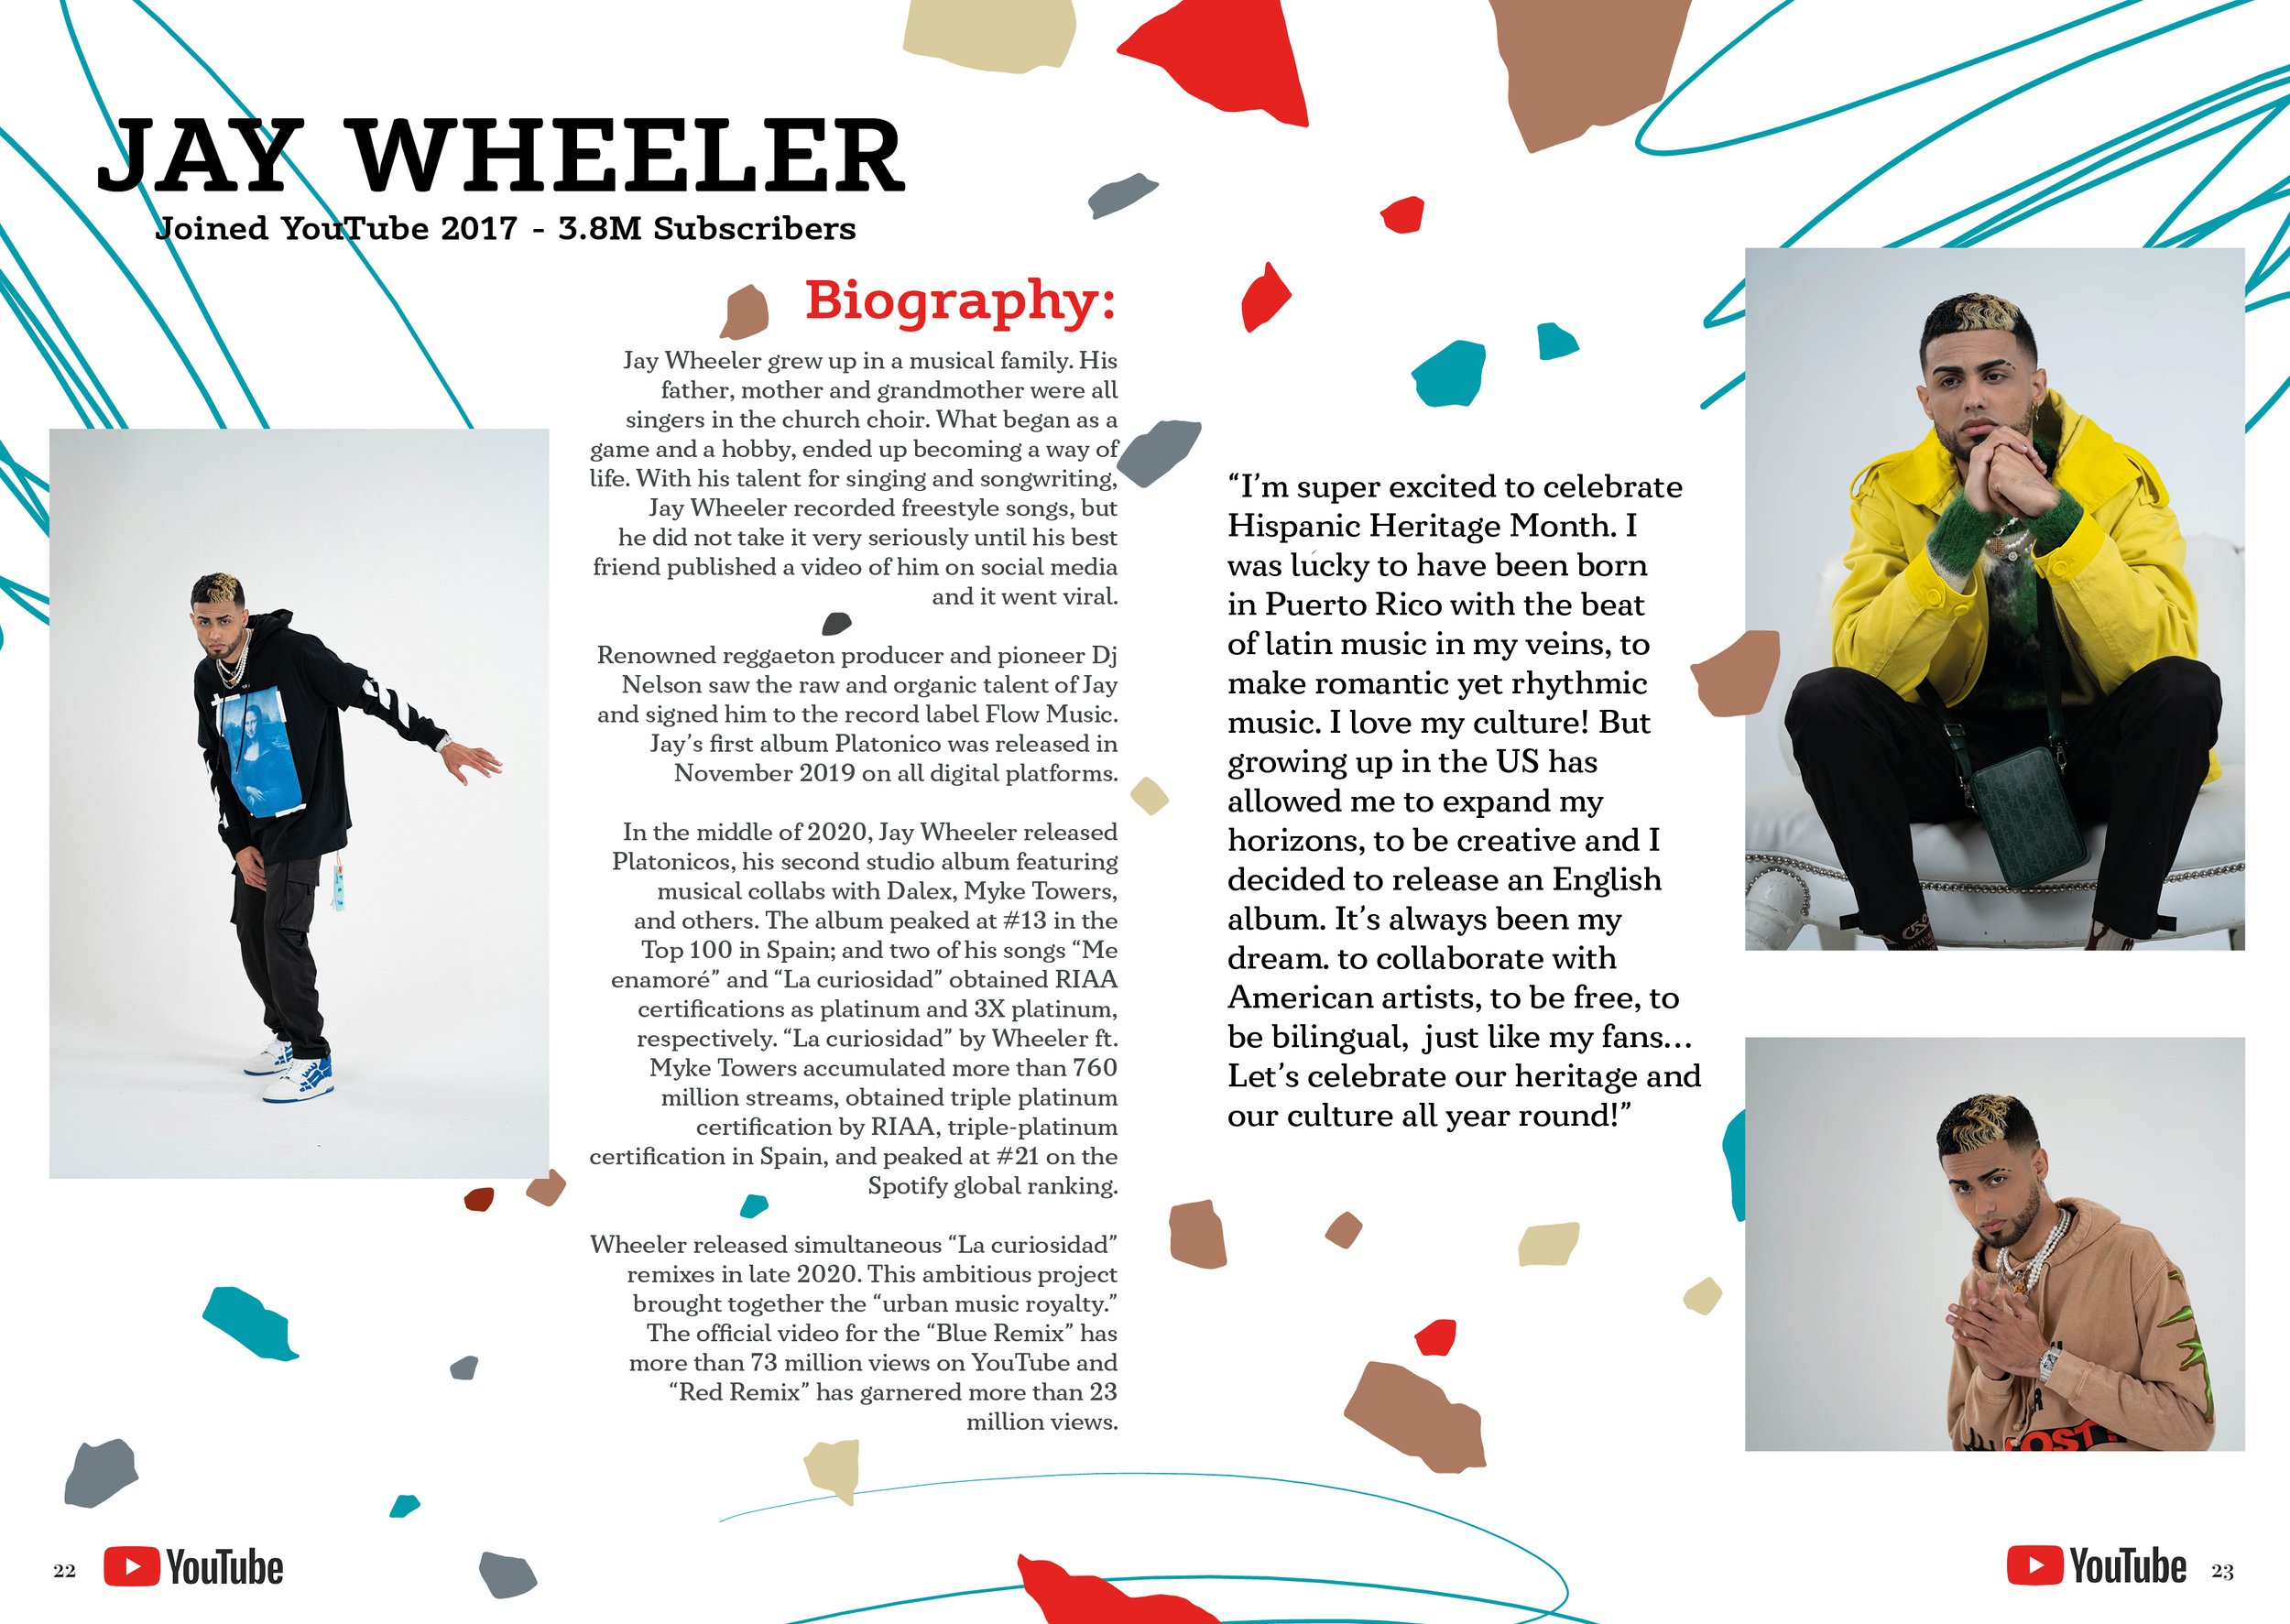 JAY WHEELER
Joined YouTube 2017 - 3.8M Subscribers
Biography:
Jay Wheeler grew up in a musical family. His
father, mother and grandmother were all
singers in the church choir. What began as a
game and a hobby, ended up becoming a way of
life. With his talent for singing and songwriting,
Jay Wheeler recorded freestyle songs, but
he did not take it very seriously until his best
friend published a video of him on social media
and it went viral.
Renowned reggaeton producer and pioneer Dj
Nelson saw the raw and organic talent of Jay
and signed him to the record label Flow Music.
Jay’s first album Platonico was released in
November 2019 on all digital platforms.
In the middle of 2020, Jay Wheeler released
Platonicos, his second studio album featuring
musical collabs with Dalex, Myke Towers,
and others. The album peaked at #13 in the
Top 100 in Spain; and two of his songs “Me
enamoré” and “La curiosidad” obtained RIAA
certifications as platinum and 3X platinum,
respectively. “La curiosidad” by Wheeler ft.
Myke Towers accumulated more than 760
million streams, obtained triple platinum
certification by RIAA, triple-platinum
certification in Spain, and peaked at #21 on the
Spotify global ranking.
Wheeler released simultaneous “La curiosidad”
remixes in late 2020. This ambitious project
brought together the “urban music royalty.”
The official video for the “Blue Remix” has
more than 73 million views on YouTube and
“Red Remix” has garnered more than 23
million views.
“I’m super excited to celebrate
Hispanic Heritage Month. I
was lucky to have been born
in Puerto Rico with the beat
of latin music in my veins, to
make romantic yet rhythmic
music. I love my culture! But
growing up in the US has
allowed me to expand my
horizons, to be creative and I
decided to release an English
album. It’s always been my
dream. to collaborate with
American artists, to be free, to
be bilingual,  just like my fans...
Let’s celebrate our heritage and
our culture all year round!”
22
YouTube
YouTube
23